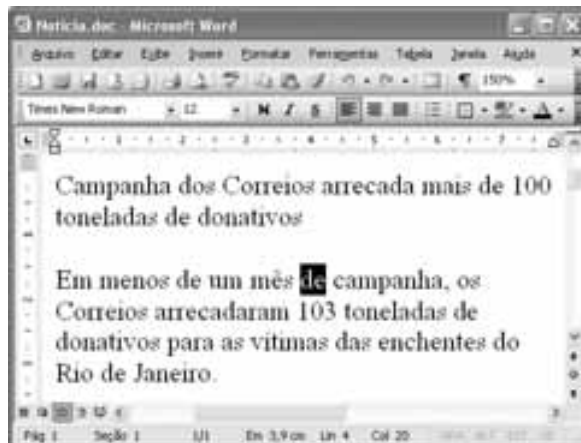 Noticia.doc - Microsoft Word
Arquivo Editar Exibir Inserir Formatar Ferramentas Tabela Janela Ajuda
150%
Times New Roman 12 N I S
Campanha dos Correios arrecada mais de 100
toneladas de donativos
Em menos de um mês de campanha, os
Correios arrecadaram 103 toneladas de
donativos para as vítimas das enchentes do
Rio de Janeiro.
Pág 1 Seção 1 1/1 Em 3,9 cm Lin 4 Col 20